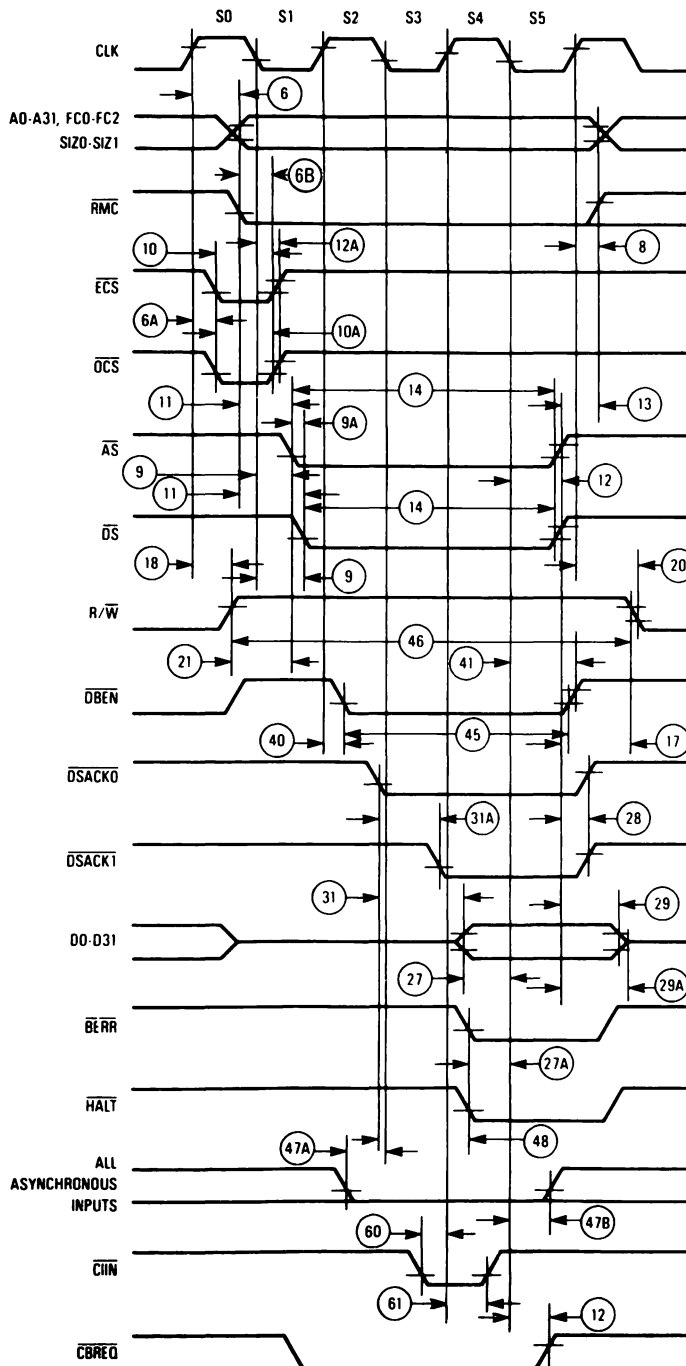 S0 S1 S2 S3 S4 S5
CLK
6
A0-A31, FC0-FC2
SIZ0-SIZ1
6B
RMC
10
12A
8
ECS
6A
10A
OCS
11
14
13
9A
AS
9
12
11
14
DS
18
9
20
R/W
46
21
41
DBEN
40
45
17
DSACK0
31A
28
DSACK1
31
29
D0-D31
27
29A
BERR
27A
HALT
47A
48
ALL
ASYNCHRONOUS
INPUTS
47B
60
CIIN
61
12
CBREQ